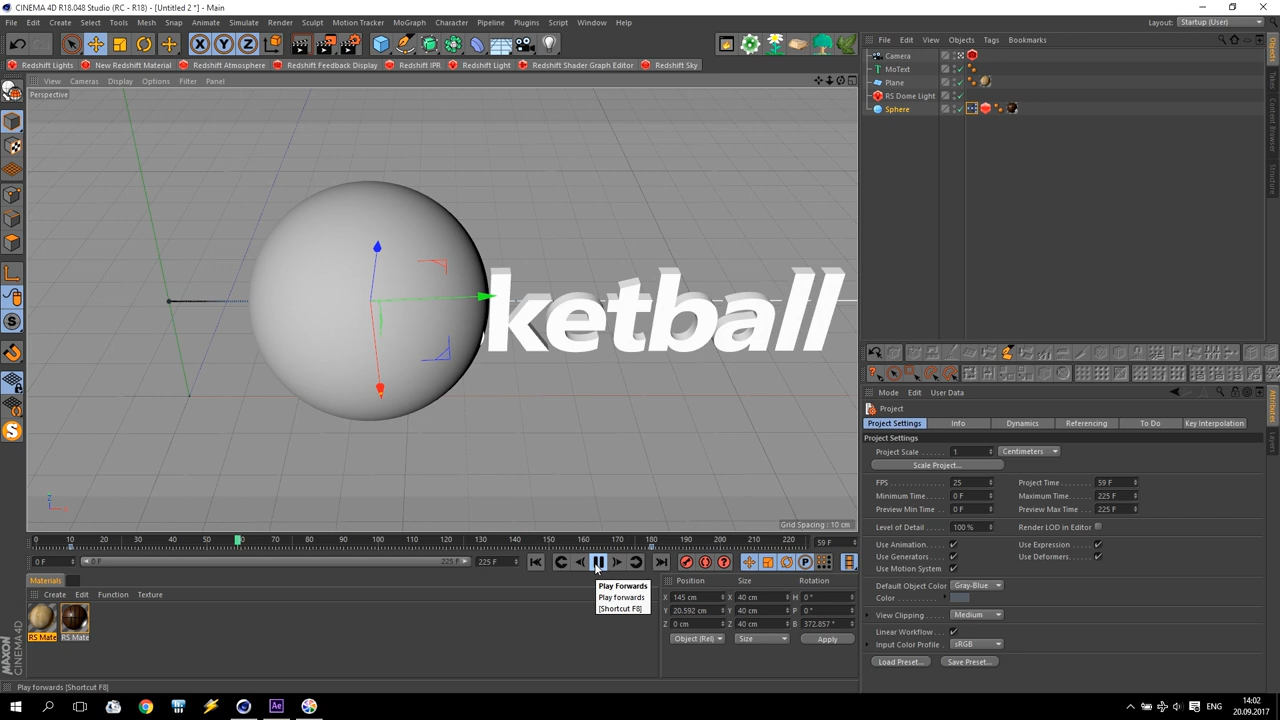 CINEMA 4D R18.048 Studio (RC - R18) - [Untitled 2 *] - Main
File Edit Create Select Tools Mesh Snap Animate Simulate Render Sculpt Motion Tracker MoGraph Character Pipeline Plugins Script Window Help
Layout: Startup (User)
Redshift Lights New Redshift Material Redshift Atmosphere Redshift Feedback Display Redshift IPR Redshift Light Redshift Shader Graph Editor Redshift Sky
View Cameras Display Options Filter Panel
Perspective
ketball
Grid Spacing : 10 cm
0 10 20 30 40 50 60 70 80 90 100 110 120 130 140 150 160 170 180 190 200 210 220
59 F
0 F 0 F 225 F 225 F
Play Forwards
Play forwards
[Shortcut F8]
Materials
Create Edit Function Texture
RS Mate RS Mate
MAXON
CINEMA 4D
Position Size Rotation
X 145 cm X 40 cm H 0 °
Y 20.592 cm Y 40 cm P 0 °
Z 0 cm Z 40 cm B 372.857 °
Object (Rel) Size Apply
Play forwards [Shortcut F8]
File Edit View Objects Tags Bookmarks
Camera
MoText
Plane
RS Dome Light
Sphere
Objects
Takes
Content Browser
Structure
Mode Edit User Data
Project
Project Settings Info Dynamics Referencing To Do Key Interpolation
Project Settings
Project Scale 1 Centimeters
Scale Project...
FPS 25 Project Time 59 F
Minimum Time 0 F Maximum Time 225 F
Preview Min Time 0 F Preview Max Time 225 F
Level of Detail 100 % Render LOD in Editor
Use Animation Use Expression
Use Generators Use Deformers
Use Motion System
Default Object Color Gray-Blue
Color
View Clipping Medium
Linear Workflow
Input Color Profile sRGB
Load Preset... Save Preset...
Attributes
Layers
Ae
ENG
14:02
20.09.2017